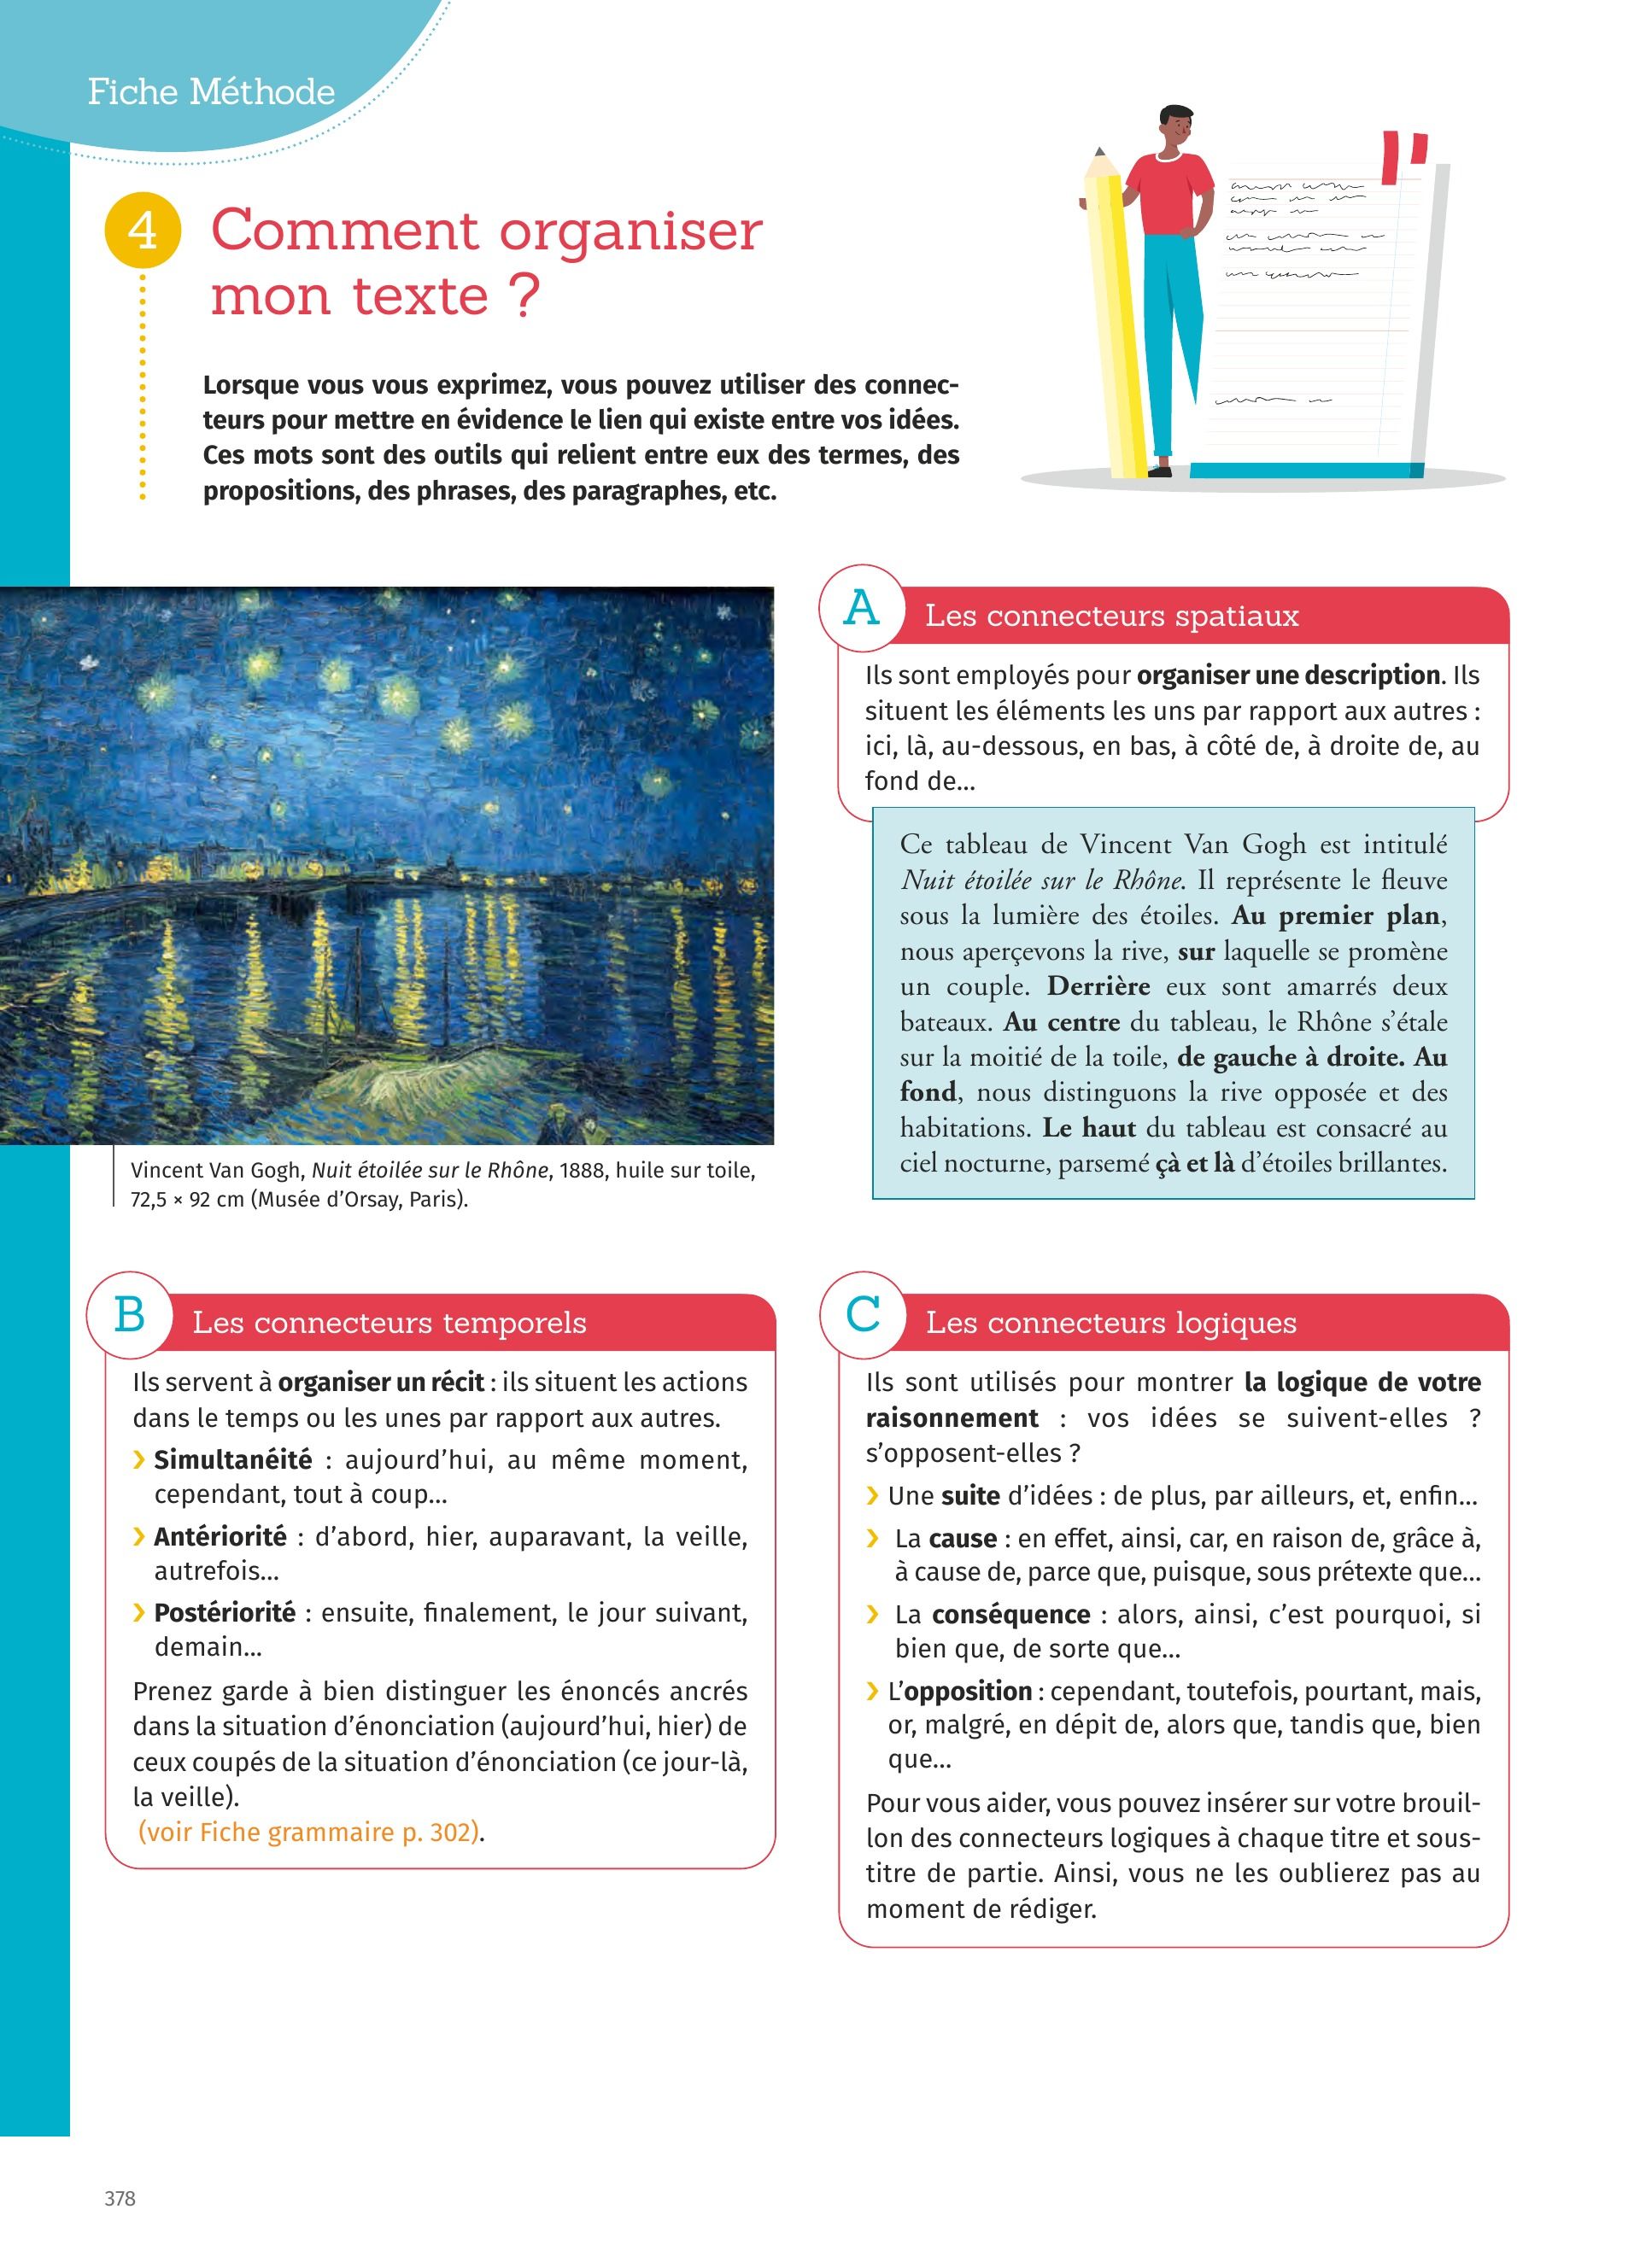 Fiche Méthode
4
Comment organiser
mon texte ?
Lorsque vous vous exprimez, vous pouvez utiliser des connec-
teurs pour mettre en évidence le lien qui existe entre vos idées.
Ces mots sont des outils qui relient entre eux des termes, des
propositions, des phrases, des paragraphes, etc.
A
Les connecteurs spatiaux
Ils sont employés pour organiser une description. Ils
situent les éléments les uns par rapport aux autres :
ici, là, au-dessous, en bas, à côté de, à droite de, au
fond de...
Ce tableau de Vincent Van Gogh est intitulé
Nuit étoilée sur le Rhône. Il représente le fleuve
sous la lumière des étoiles. Au premier plan,
nous aperçevons la rive, sur laquelle se promène
un couple. Derrière eux sont amarrés deux
bateaux. Au centre du tableau, le Rhône s'étale
sur la moitié de la toile, de gauche à droite. Au
fond, nous distinguons la rive opposée et des
habitations. Le haut du tableau est consacré au
ciel nocturne, parsemé çà et là d'étoiles brillantes.
Vincent Van Gogh, Nuit étoilée sur le Rhône, 1888, huile sur toile,
72,5 × 92 cm (Musée d'Orsay, Paris).
B
Les connecteurs temporels
Ils servent à organiser un récit : ils situent les actions
dans le temps ou les unes par rapport aux autres.
› Simultanéité : aujourd'hui, au même moment,
cependant, tout à coup...
› Antériorité : d'abord, hier, auparavant, la veille,
autrefois...
› Postériorité : ensuite, finalement, le jour suivant,
demain...
Prenez garde à bien distinguer les énoncés ancrés
dans la situation d'énonciation (aujourd'hui, hier) de
ceux coupés de la situation d'énonciation (ce jour-là,
la veille).
(voir Fiche grammaire p. 302).
C
Les connecteurs logiques
Ils sont utilisés pour montrer la logique de votre
raisonnement : vos idées se suivent-elles ?
s'opposent-elles ?
› Une suite d'idées : de plus, par ailleurs, et, enfin...
› La cause : en effet, ainsi, car, en raison de, grâce à,
à cause de, parce que, puisque, sous prétexte que...
› La conséquence : alors, ainsi, c'est pourquoi, si
bien que, de sorte que...
› L'opposition : cependant, toutefois, pourtant, mais,
or, malgré, en dépit de, alors que, tandis que, bien
que...
Pour vous aider, vous pouvez insérer sur votre brouil-
lon des connecteurs logiques à chaque titre et sous-
titre de partie. Ainsi, vous ne les oublierez pas au
moment de rédiger.
378